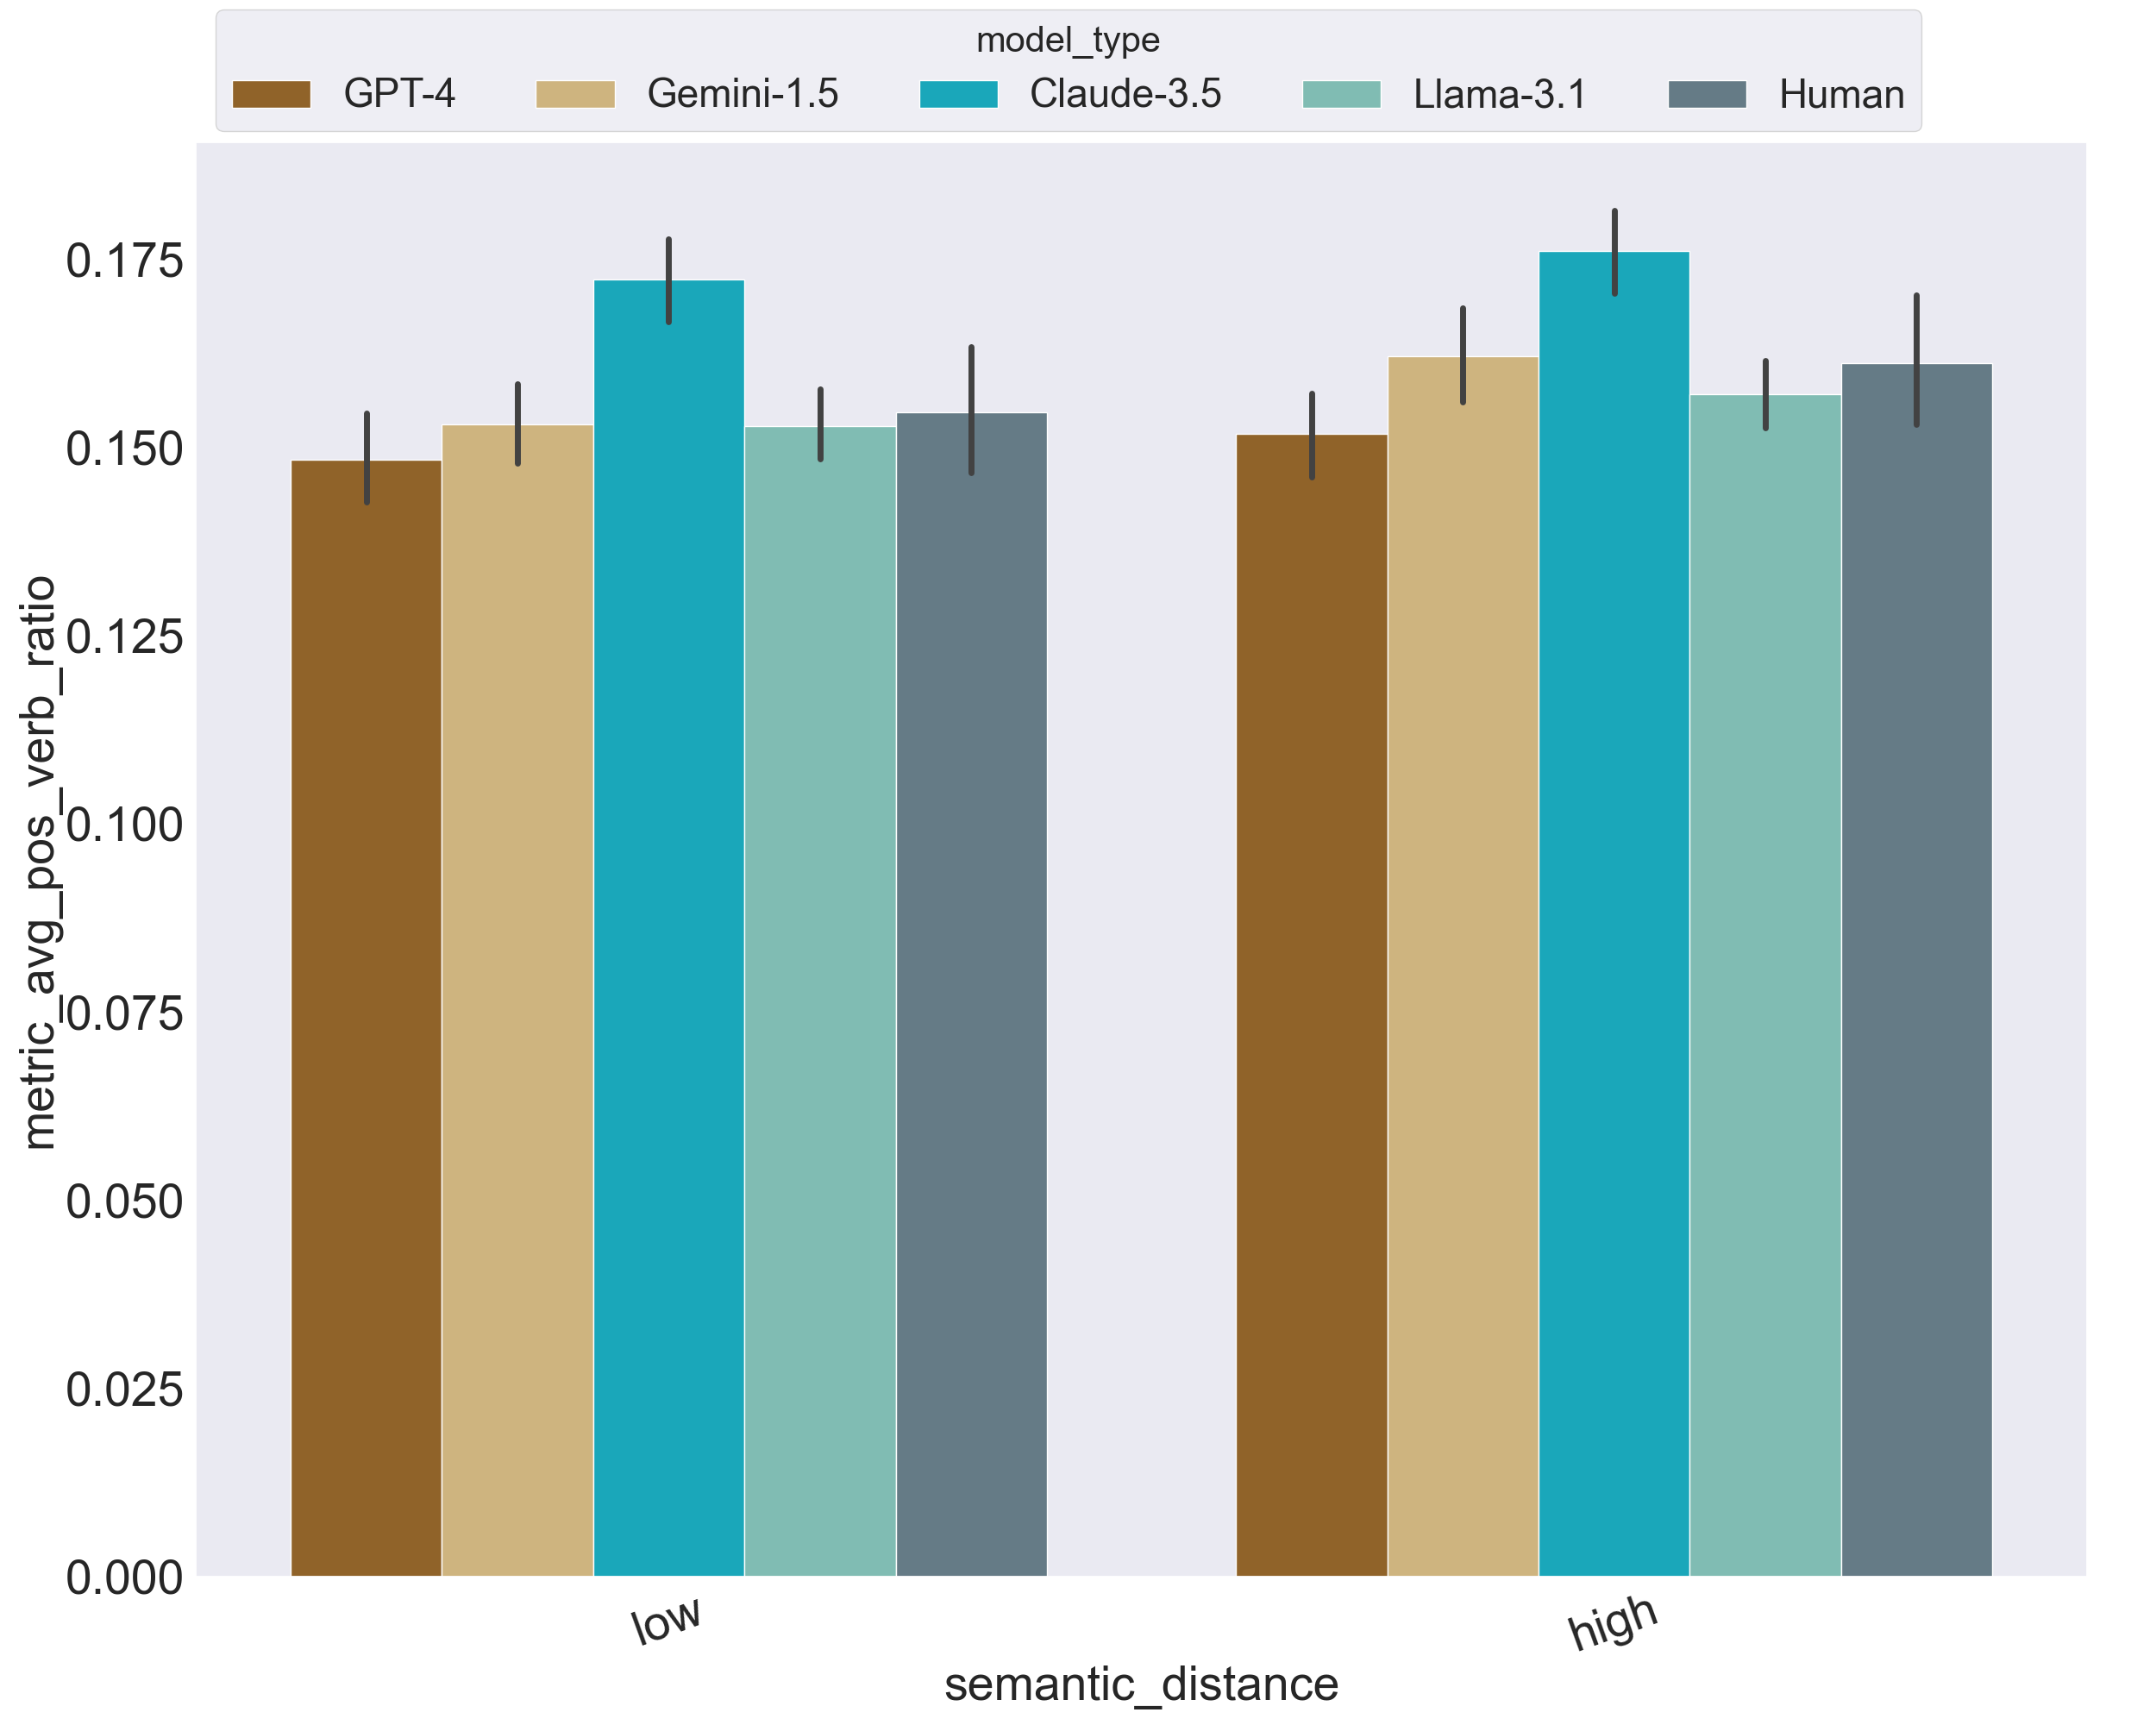 model_type
GPT-4 Gemini-1.5 Claude-3.5 Llama-3.1 Human
metric_avg_pos_verb_ratio
0.175
0.150
0.125
0.100
0.075
0.050
0.025
0.000
low high
semantic_distance